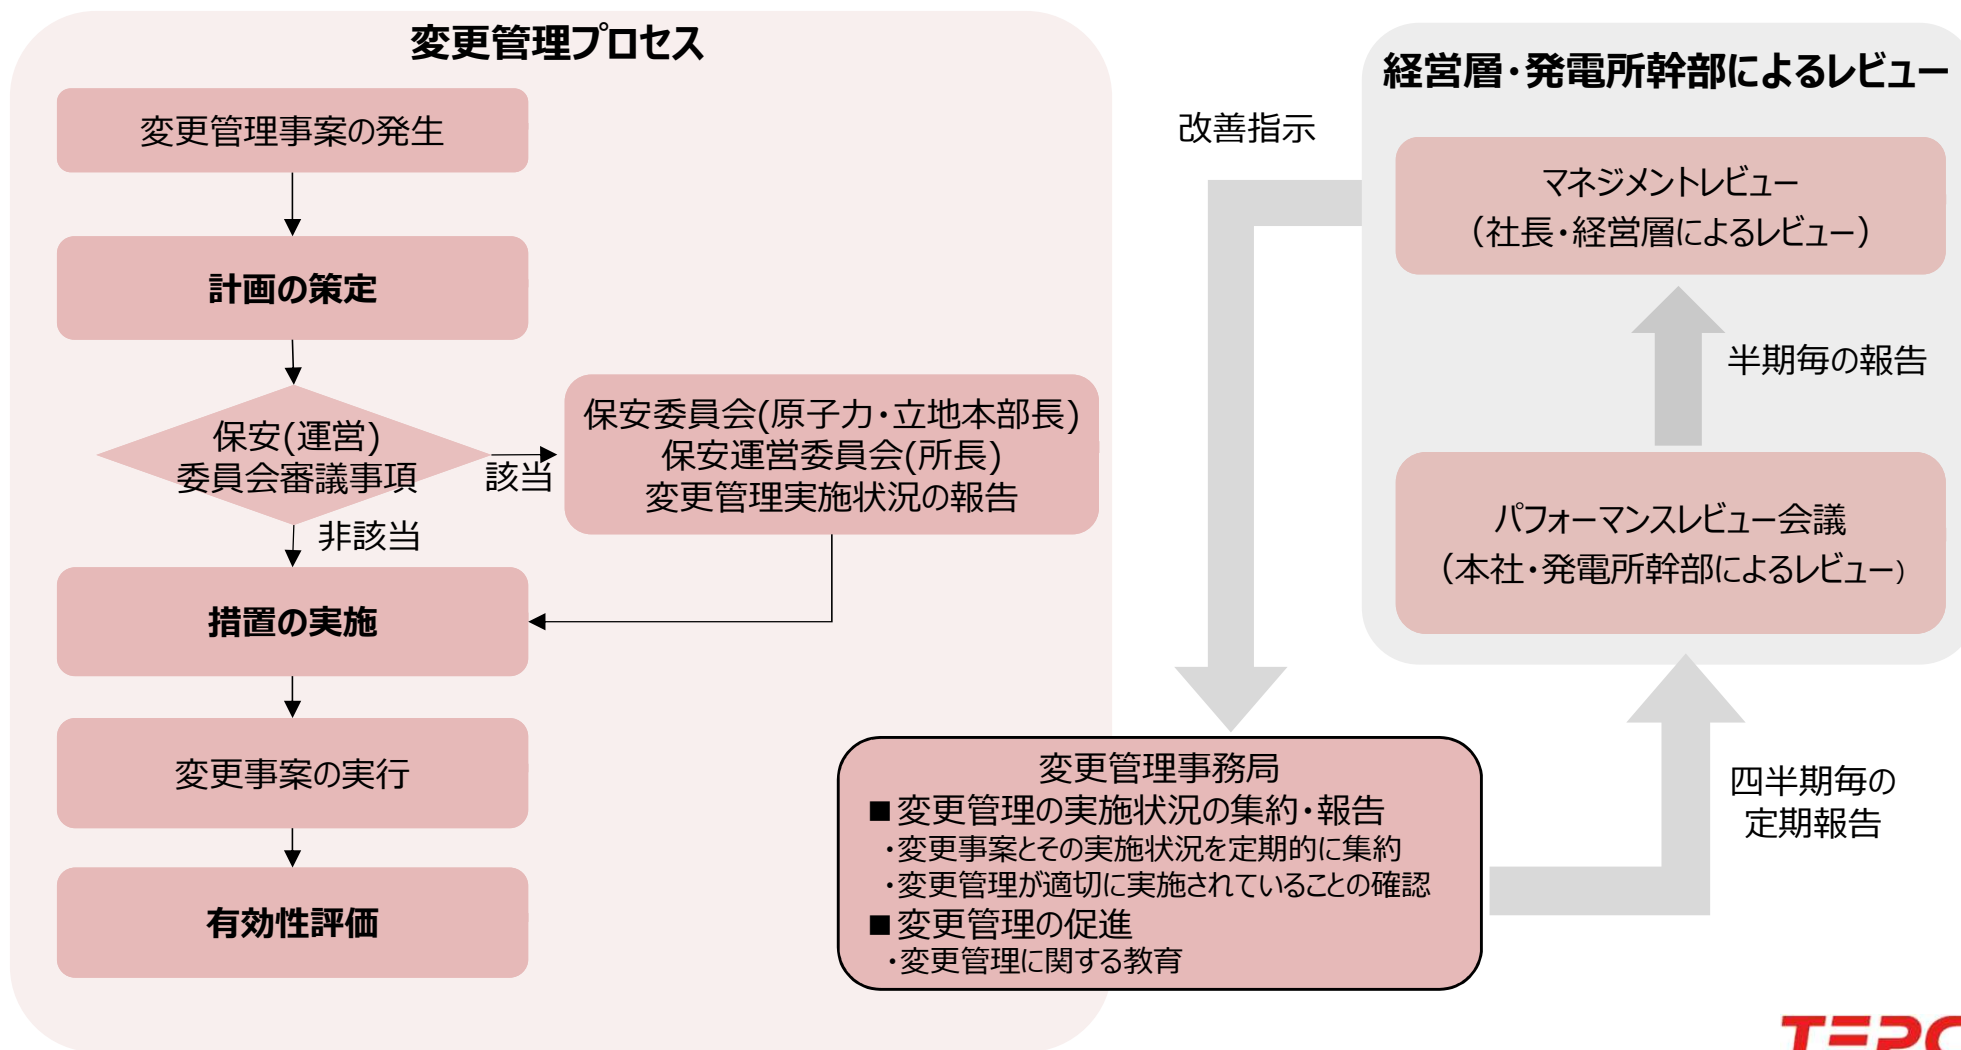 変更管理プロセス
変更管理事案の発生
計画の策定
保安(運営)
委員会審議事項
該当
非該当
保安委員会(原子力・立地本部長)
保安運営委員会(所長)
変更管理実施状況の報告
措置の実施
変更事案の実行
有効性評価
改善指示
経営層・発電所幹部によるレビュー
マネジメントレビュー
（社長・経営層によるレビュー）
半期毎の報告
パフォーマンスレビュー会議
（本社・発電所幹部によるレビュー）
四半期毎の
定期報告
変更管理事務局
■変更管理の実施状況の集約・報告
・変更事案とその実施状況を定期的に集約
・変更管理が適切に実施されていることの確認
■変更管理の促進
・変更管理に関する教育